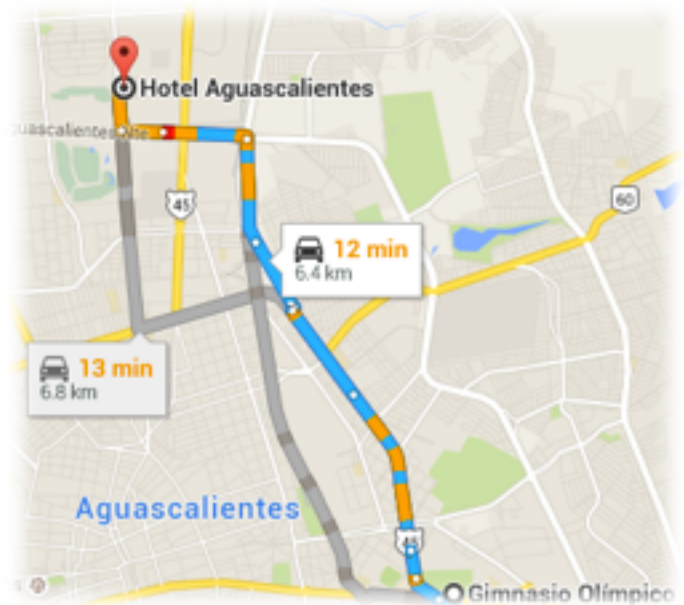 Hotel Aguascalientes
45
60
12 min
6.4 km
13 min
6.8 km
Aguascalientes
45
Gimnasio Olímpico